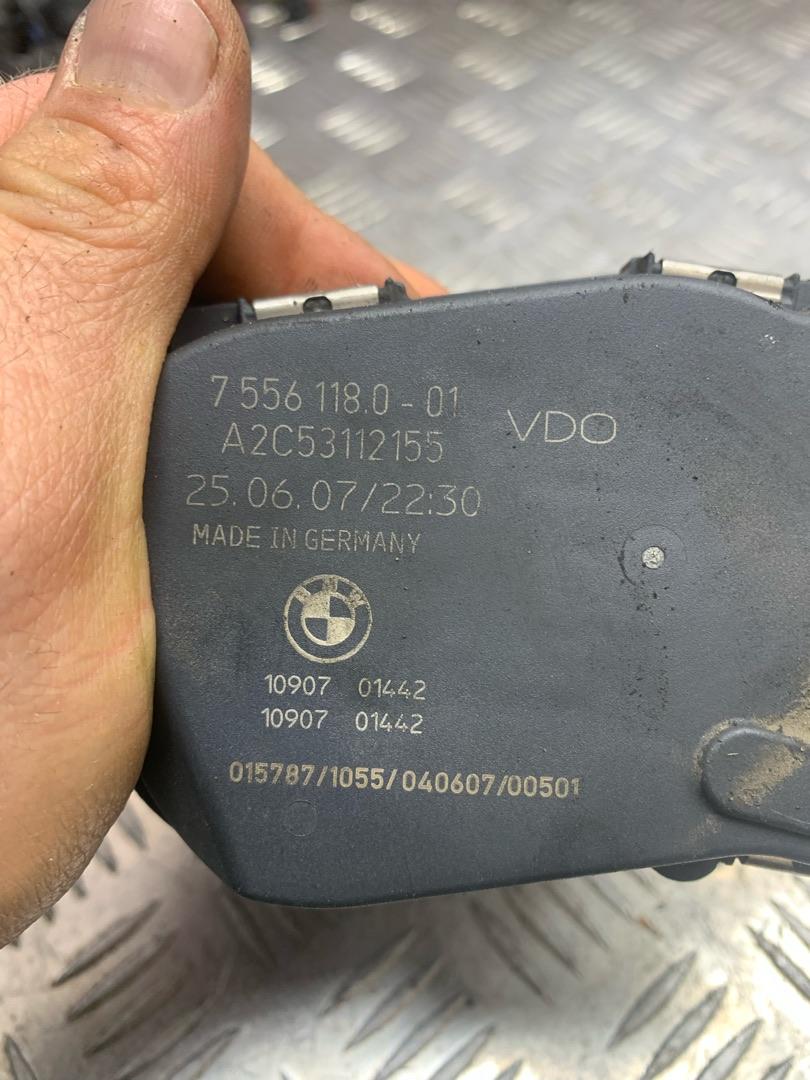 7 556 118.0 - 01
VDO
A2C53112155
25.06.07/22:30
MADE IN GERMANY
BMW
10907 01442
10907 01442
015787/1055/040607/00501